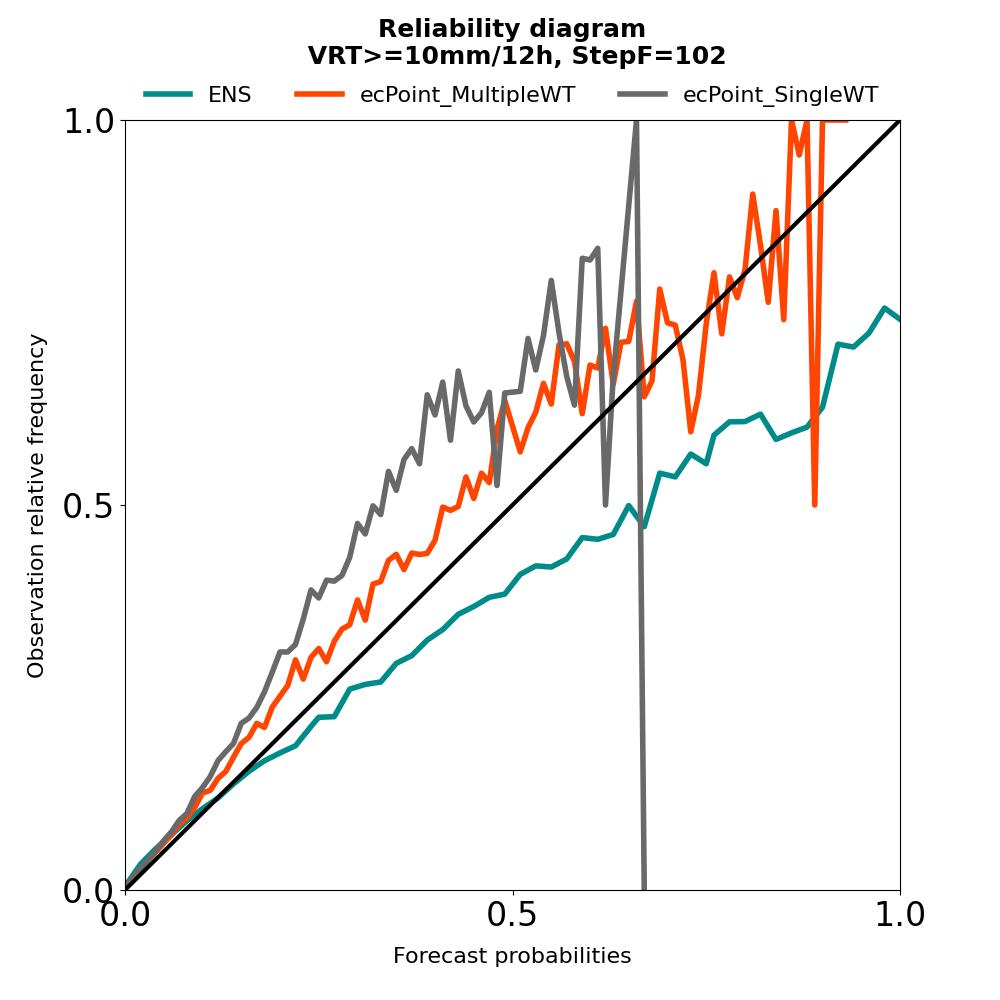 Reliability diagram
VRT>=10mm/12h, StepF=102
ENS ecPoint_MultipleWT ecPoint_SingleWT
1.0
Observation relative frequency
0.5
0.0
0.0 0.5 1.0
Forecast probabilities